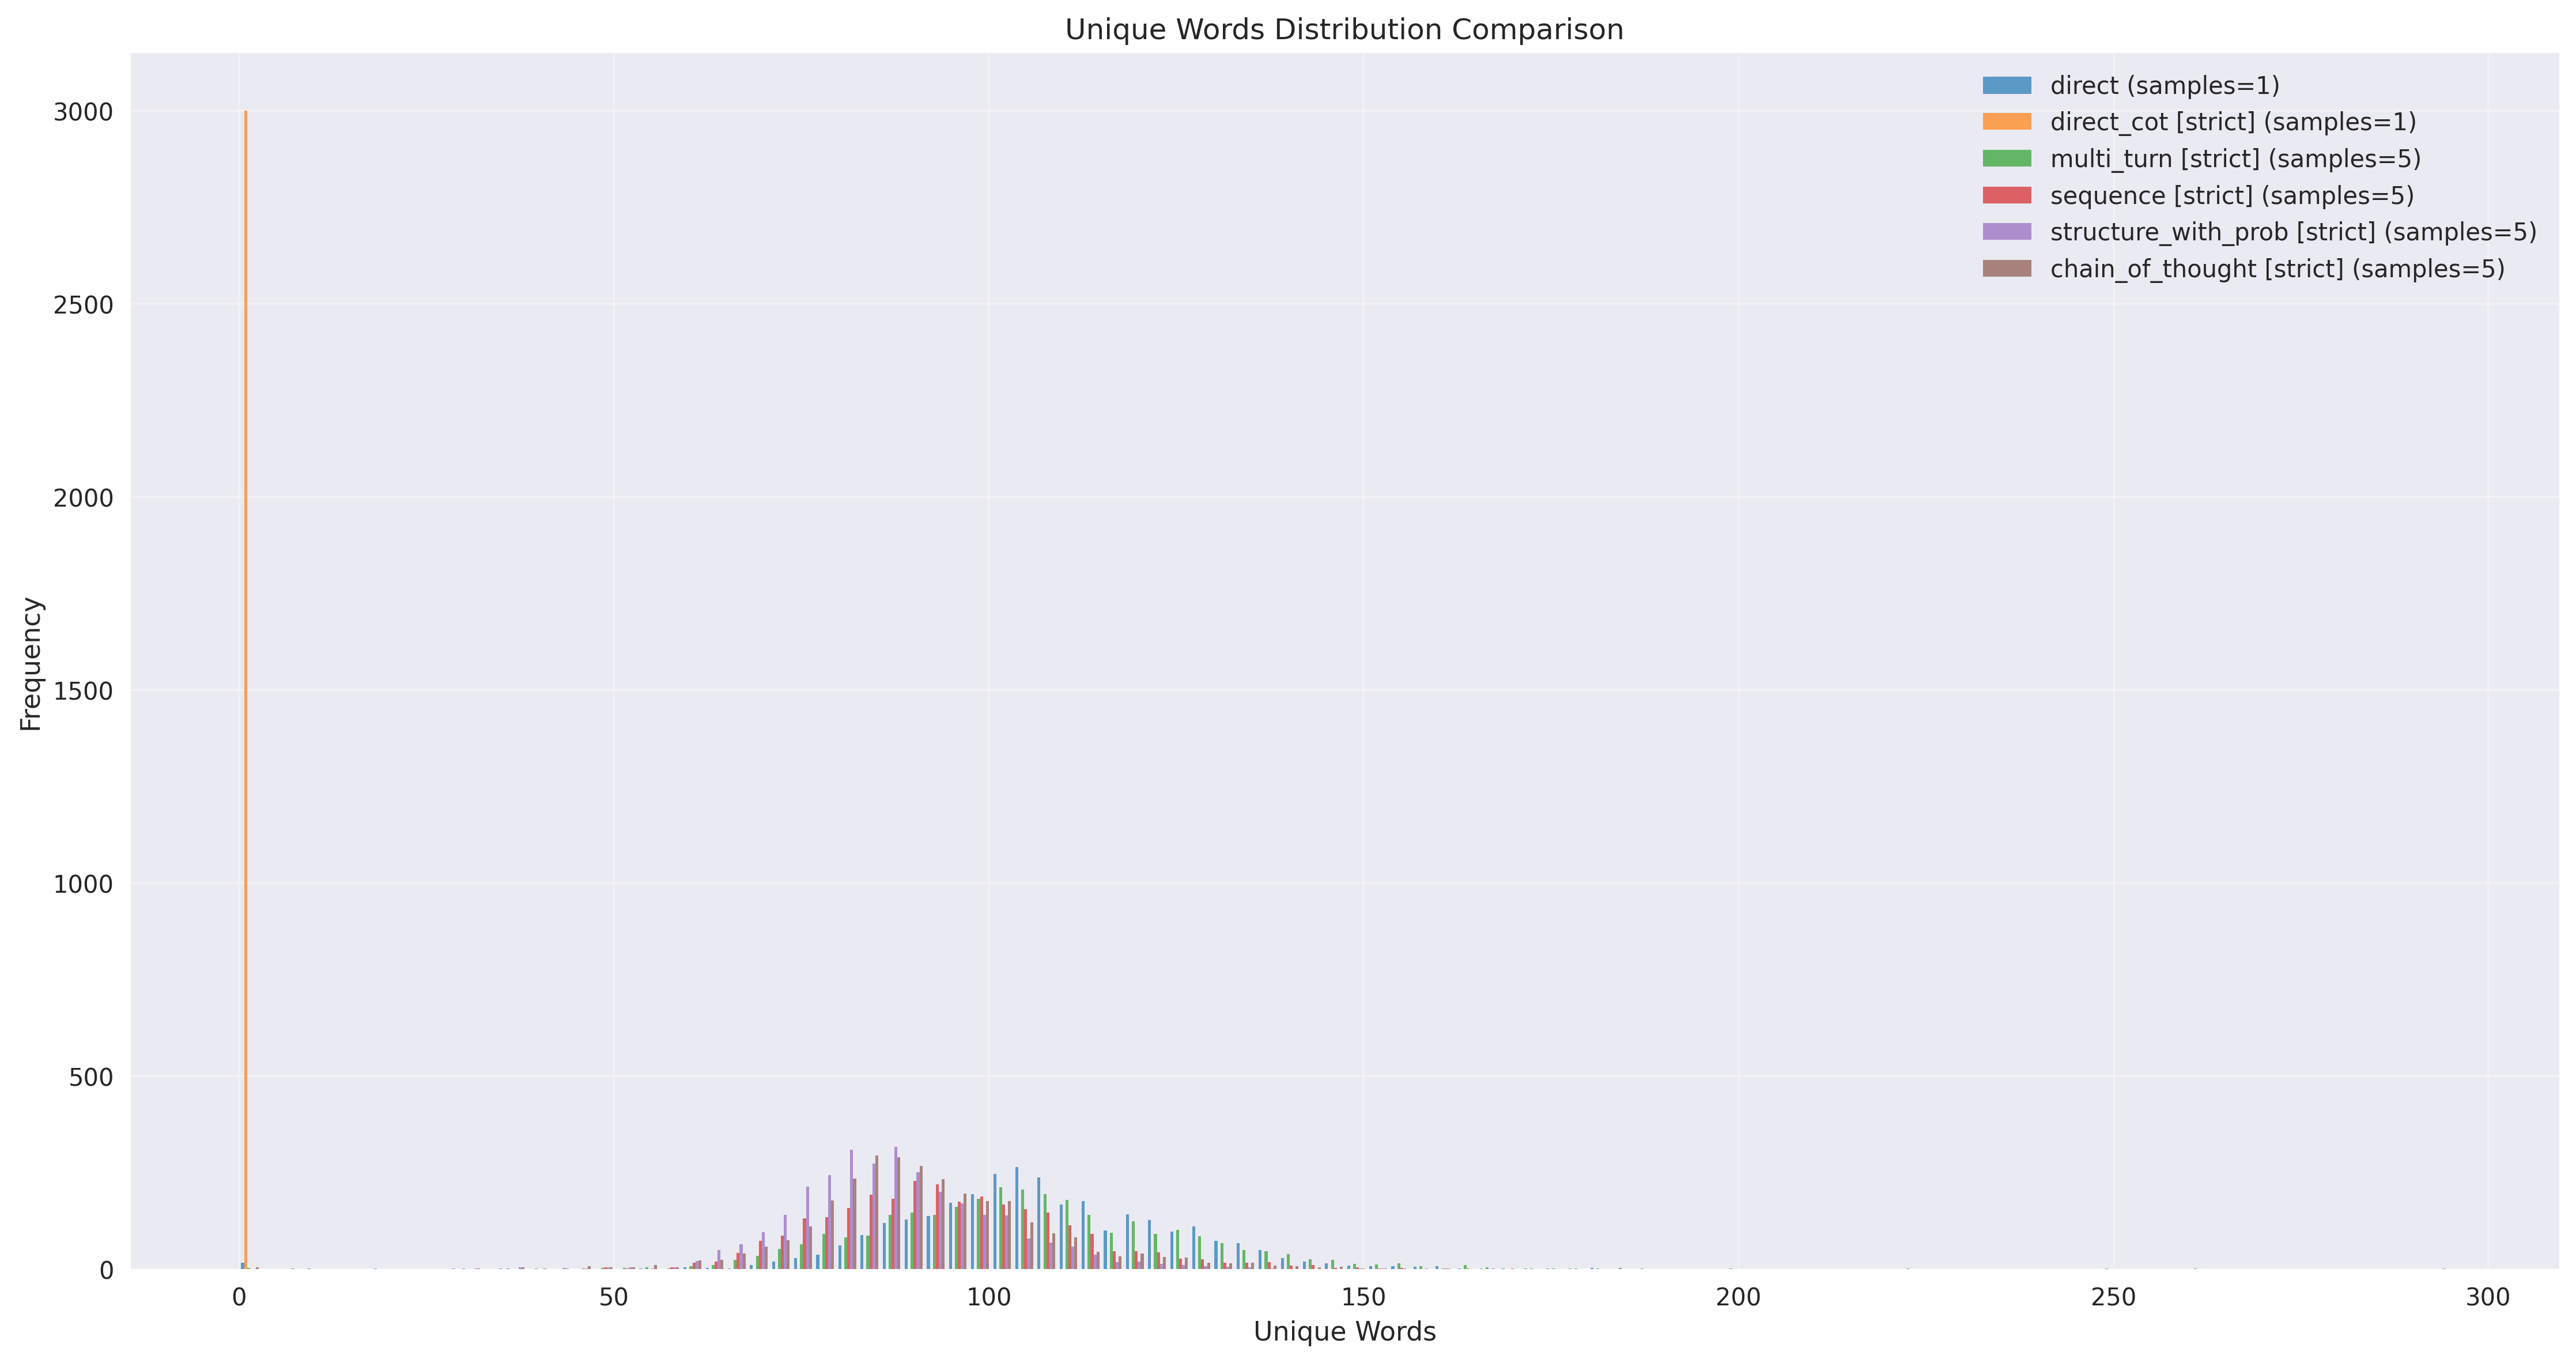 Unique Words Distribution Comparison
direct (samples=1)
direct_cot [strict] (samples=1)
multi_turn [strict] (samples=5)
sequence [strict] (samples=5)
structure_with_prob [strict] (samples=5)
chain_of_thought [strict] (samples=5)
Frequency
3000
2500
2000
1500
1000
500
0
0 50 100 150 200 250 300
Unique Words